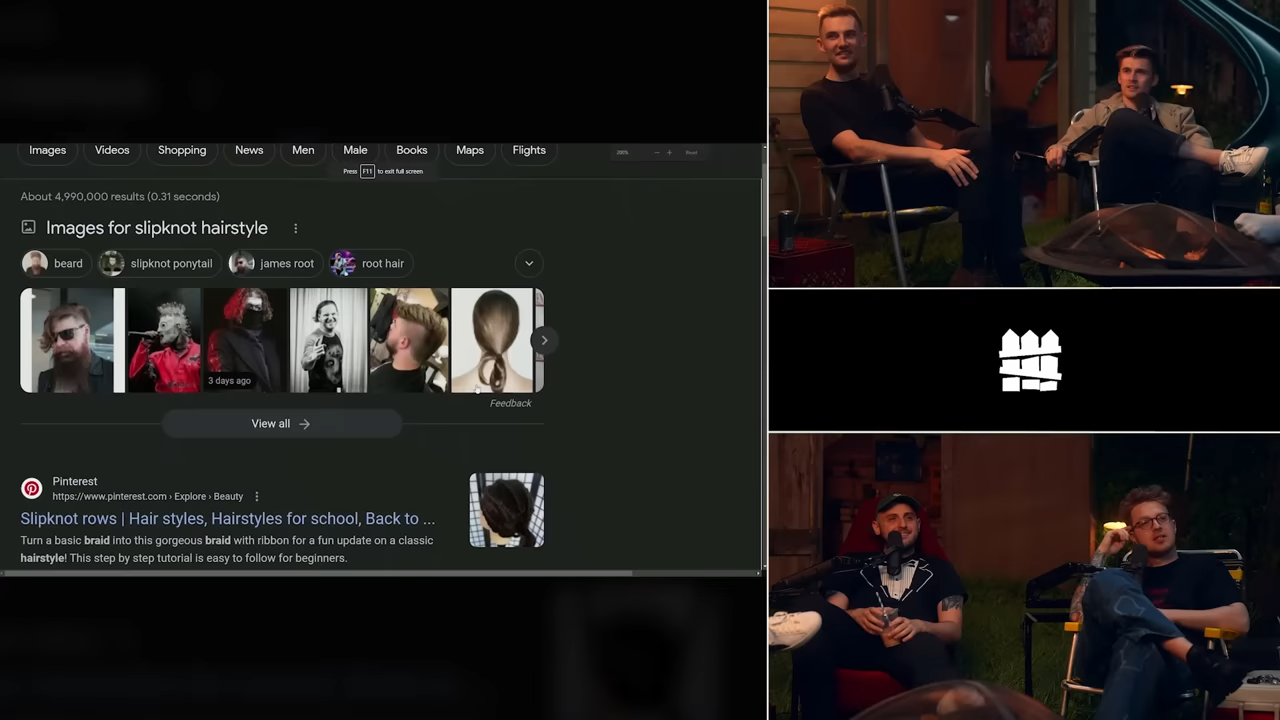 Images Videos Shopping News Men Male Books Maps Flights
200% − + Reset
Press F11 to exit full screen
About 4,990,000 results (0.31 seconds)
Images for slipknot hairstyle
beard slipknot ponytail james root root hair
3 days ago
Feedback
View all
Pinterest
https://www.pinterest.com › Explore › Beauty
Slipknot rows | Hair styles, Hairstyles for school, Back to ...
Turn a basic braid into this gorgeous braid with ribbon for a fun update on a classic
hairstyle! This step by step tutorial is easy to follow for beginners.